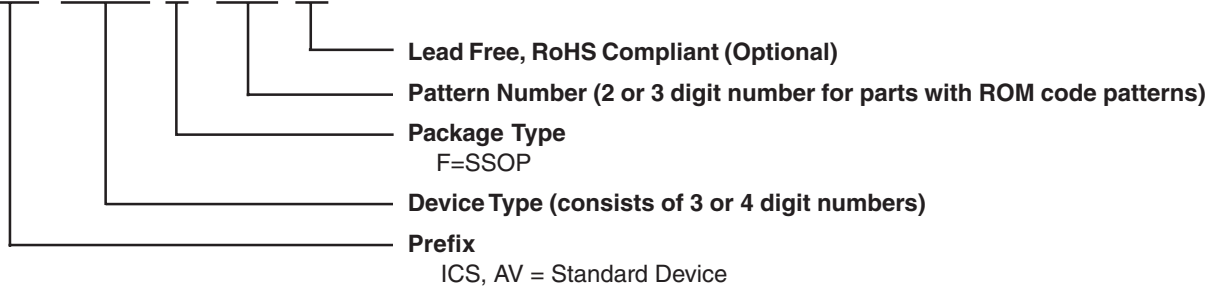 Lead Free, RoHS Compliant (Optional)
Pattern Number (2 or 3 digit number for parts with ROM code patterns)
Package Type
F=SSOP
Device Type (consists of 3 or 4 digit numbers)
Prefix
ICS, AV = Standard Device